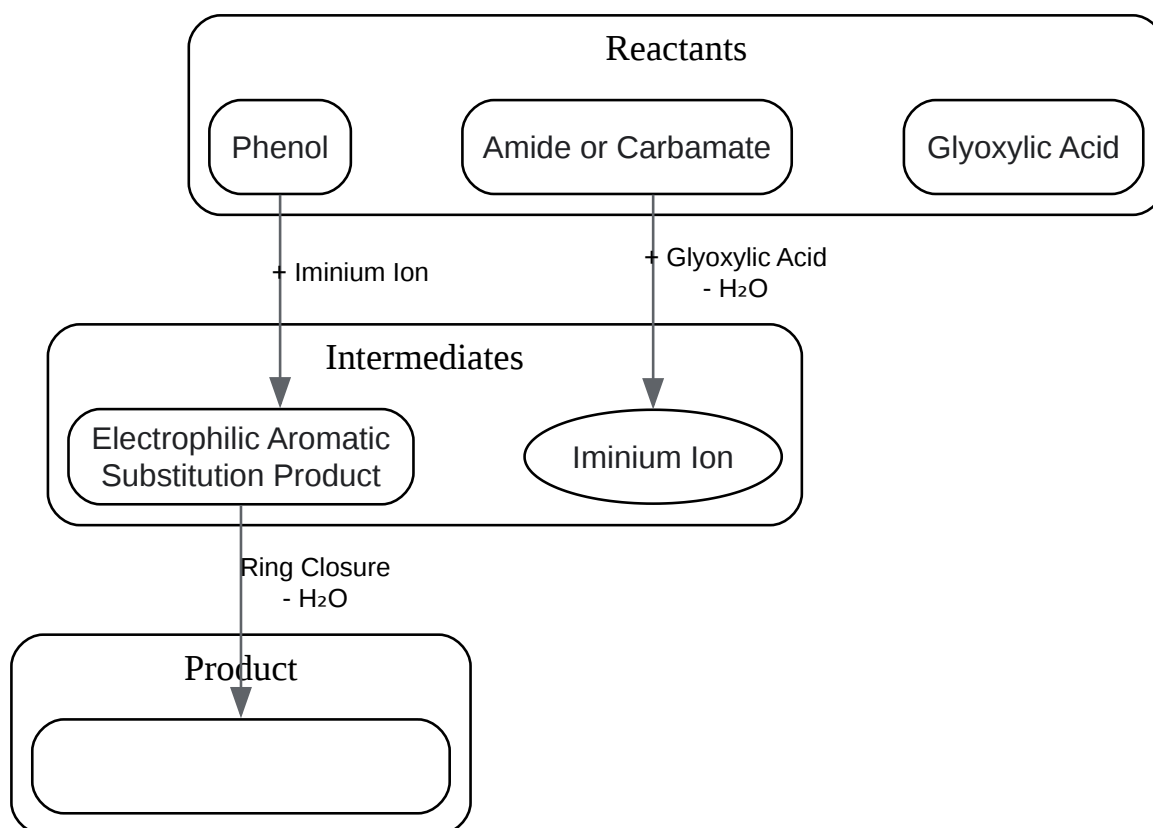 Reactants
Phenol
Amide or Carbamate
Glyoxylic Acid
+ Iminium Ion
+ Glyoxylic Acid
- H₂O
Intermediates
Electrophilic Aromatic
Substitution Product
Iminium Ion
Ring Closure
- H₂O
Product